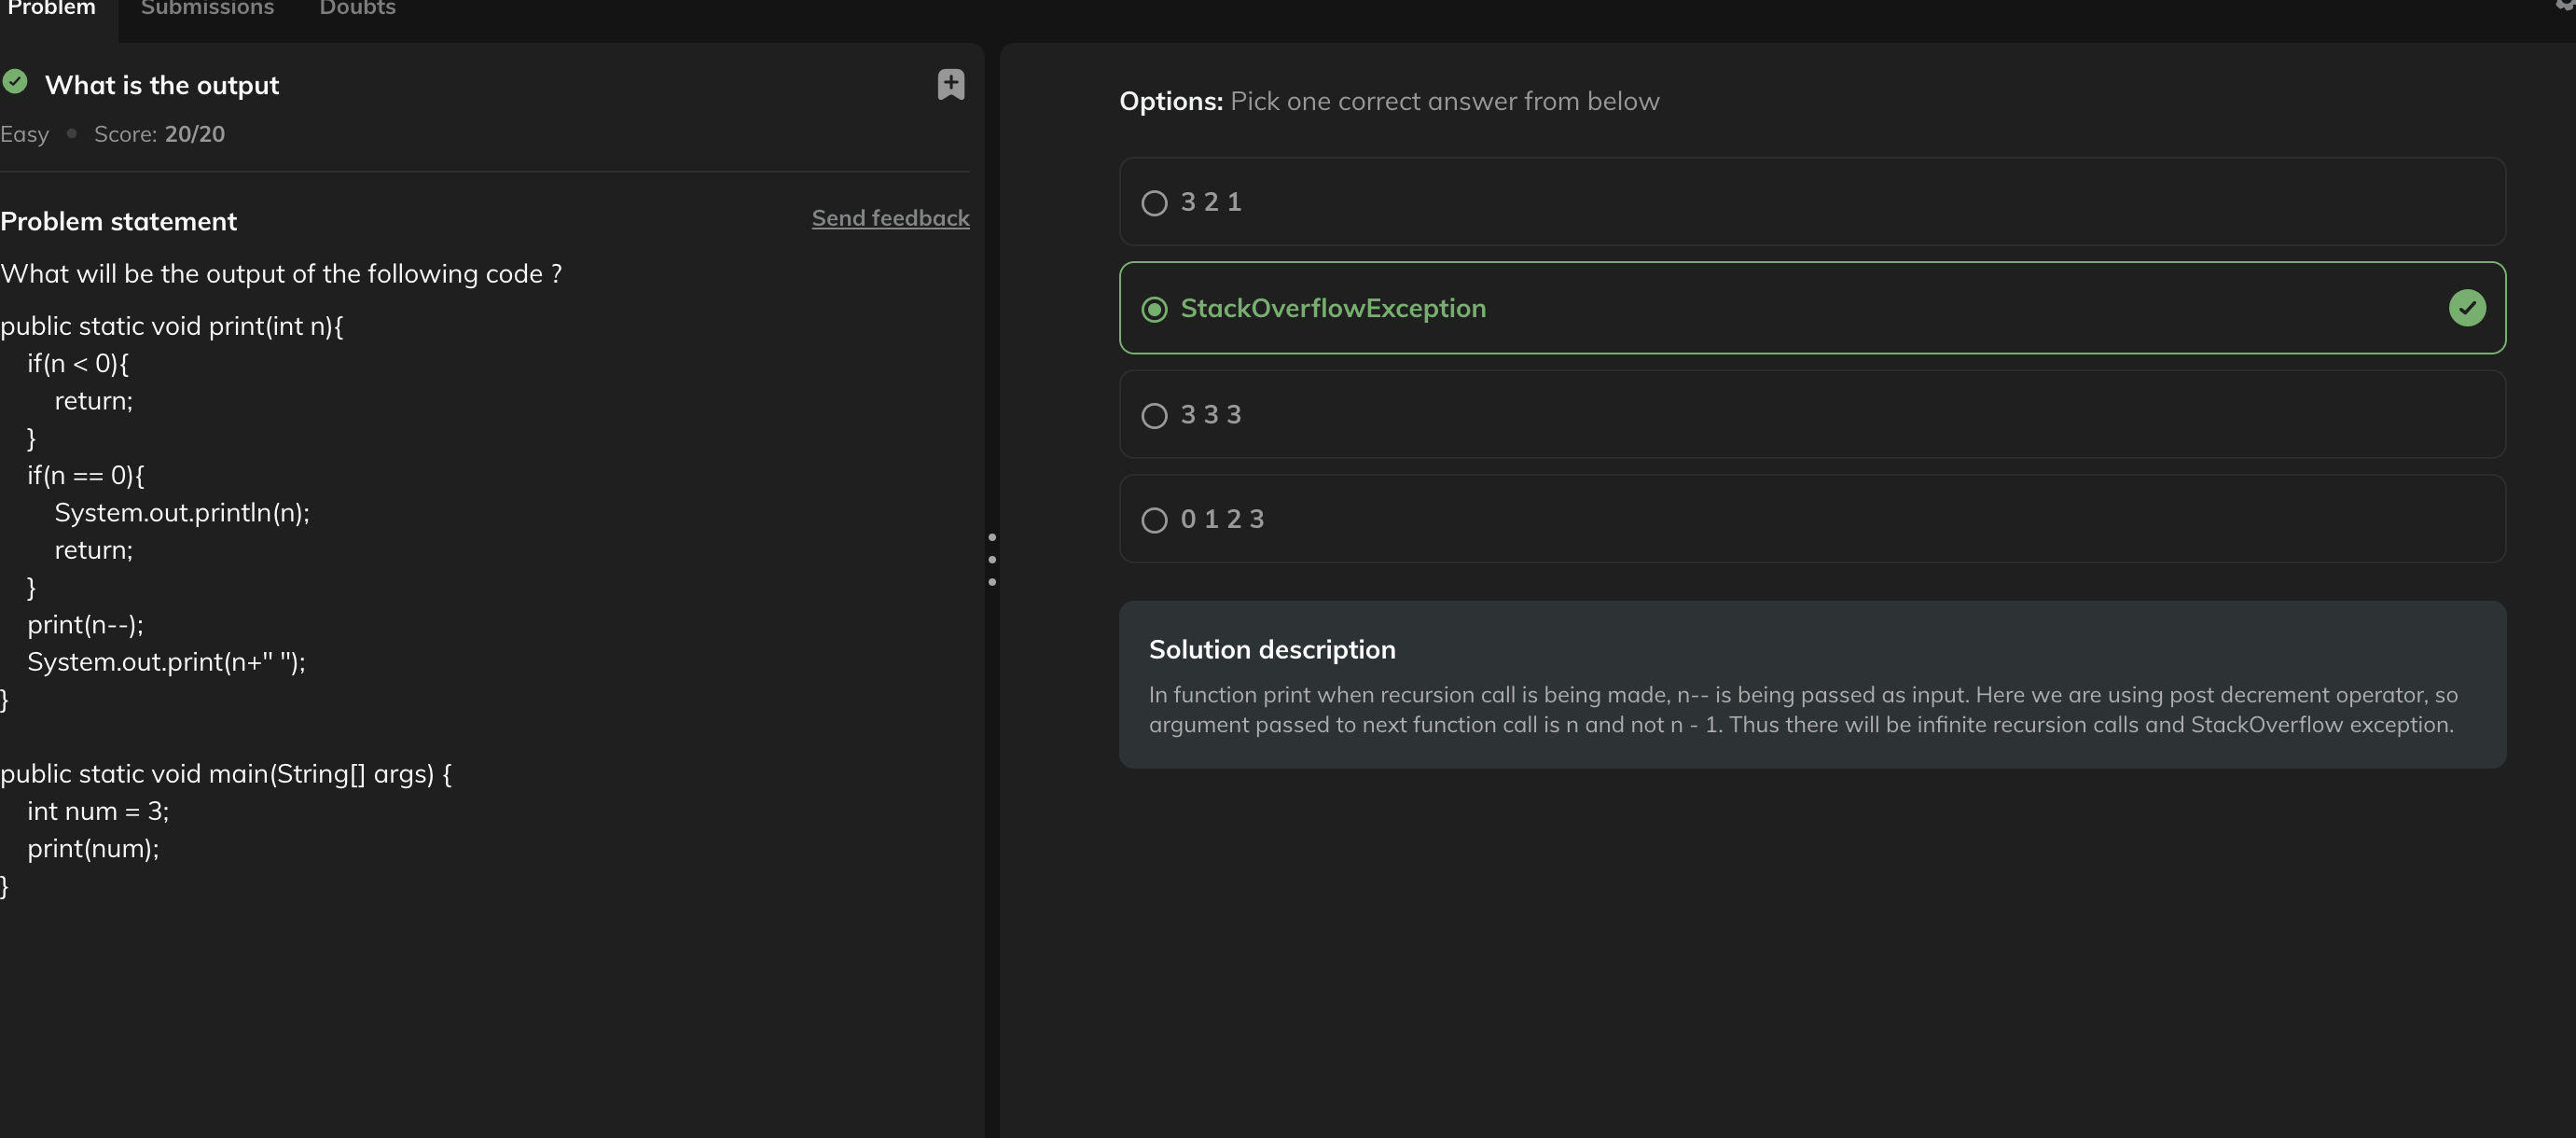 Problem Submissions Doubts
What is the output
Easy • Score: 20/20
Problem statement
Send feedback
What will be the output of the following code ?
public static void print(int n){
if(n < 0){
return;
}
if(n == 0){
System.out.println(n);
return;
}
print(n--);
System.out.print(n+" ");
}
public static void main(String[] args) {
int num = 3;
print(num);
}
Options: Pick one correct answer from below
3 2 1
StackOverflowException
3 3 3
0 1 2 3
Solution description
In function print when recursion call is being made, n-- is being passed as input. Here we are using post decrement operator, so
argument passed to next function call is n and not n - 1. Thus there will be infinite recursion calls and StackOverflow exception.